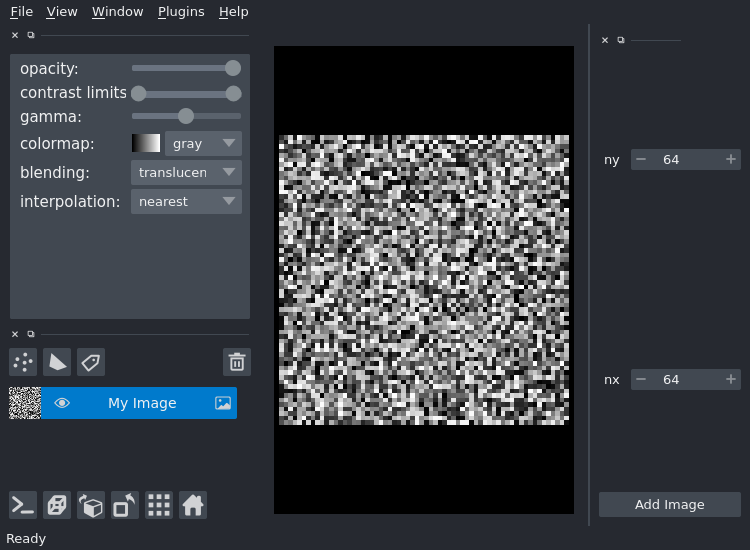 File View Window Plugins Help
opacity:
contrast limits
gamma:
colormap: gray
blending: translucen
interpolation: nearest
My Image
ny 64
nx 64
Add Image
Ready